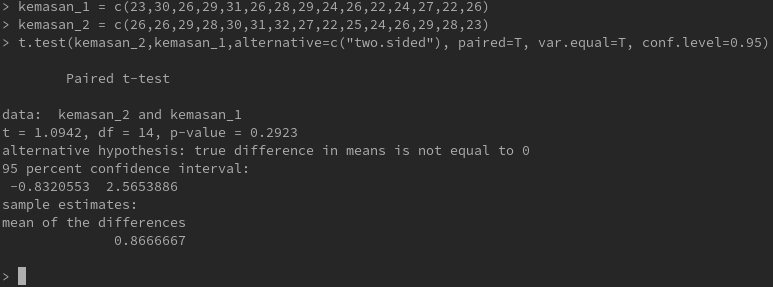 > kemasan_1 = c(23,30,26,29,31,26,28,29,24,26,22,24,27,22,26)
> kemasan_2 = c(26,26,29,28,30,31,32,27,22,25,24,26,29,28,23)
> t.test(kemasan_2,kemasan_1,alternative=c("two.sided"), paired=T, var.equal=T, conf.level=0.95)
Paired t-test
data:  kemasan_2 and kemasan_1
t = 1.0942, df = 14, p-value = 0.2923
alternative hypothesis: true difference in means is not equal to 0
95 percent confidence interval:
-0.8320553  2.5653886
sample estimates:
mean of the differences
0.8666667
>